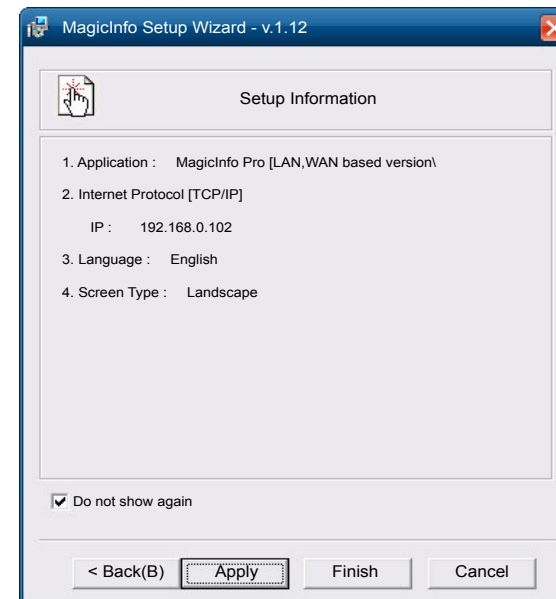 MagicInfo Setup Wizard - v.1.12
Setup Information
1. Application : MagicInfo Pro [LAN,WAN based version\
2. Internet Protocol [TCP/IP]
IP : 192.168.0.102
3. Language : English
4. Screen Type : Landscape
Do not show again
< Back(B) Apply Finish Cancel